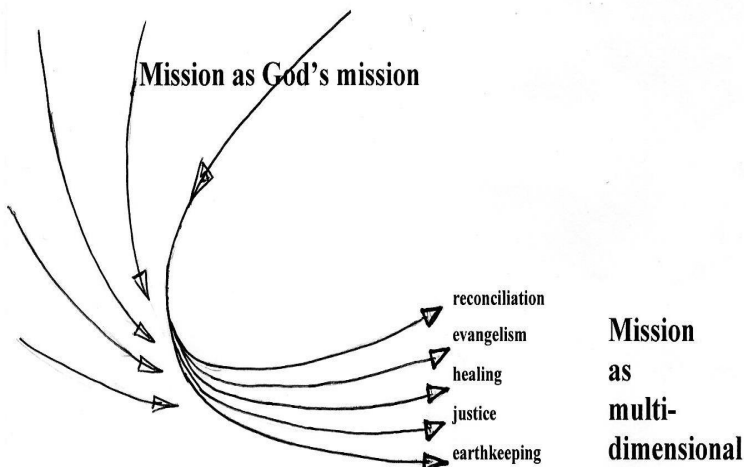 Mission as God's mission
reconciliation
evangelism
healing
justice
earthkeeping
Mission
as
multi-
dimensional